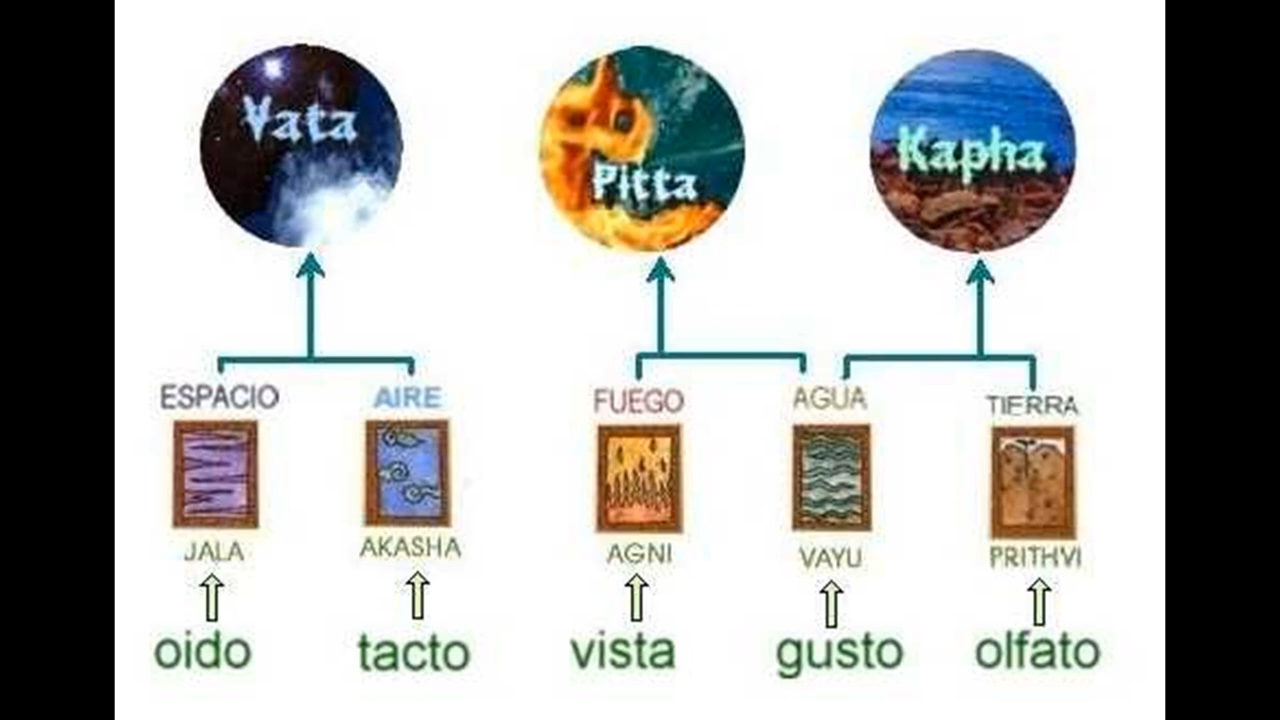 Vata
Pitta
Kapha
ESPACIO
AIRE
FUEGO
AGUA
TIERRA
JALA
AKASHA
AGNI
VAYU
PRITHVI
oido
tacto
vista
gusto
olfato